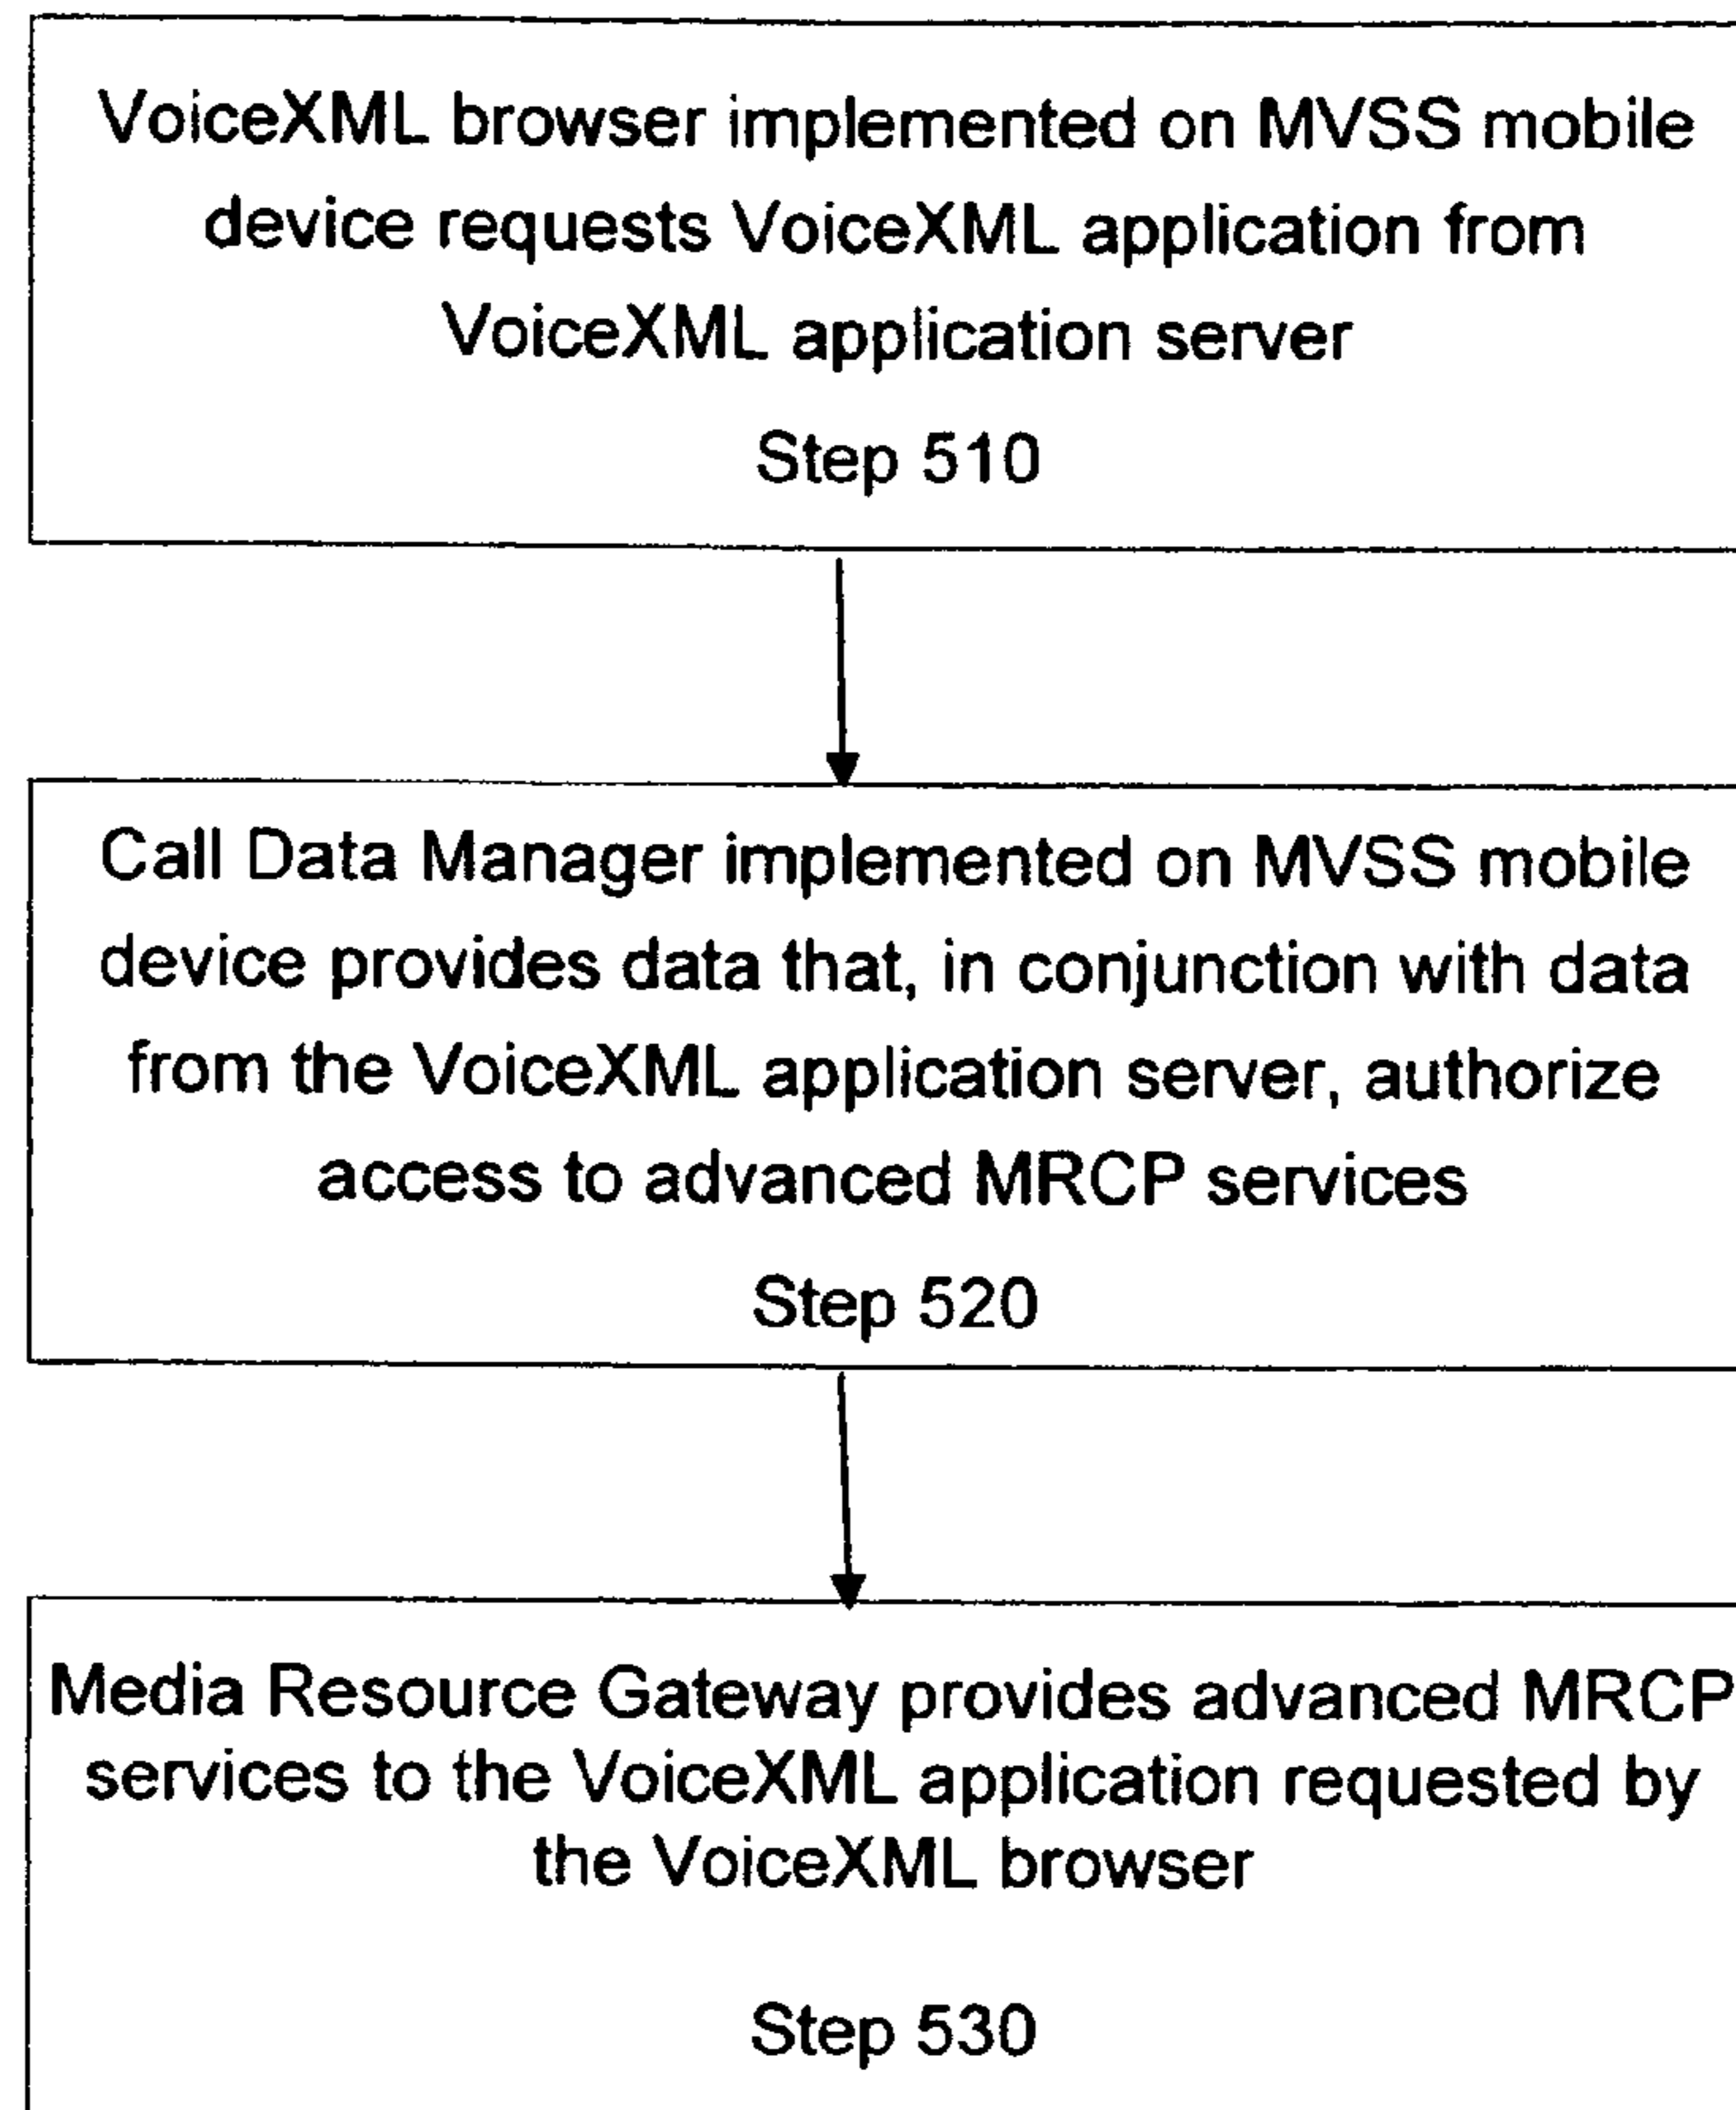 VoiceXML browser implemented on MVSS mobile
device requests VoiceXML application from
VoiceXML application server
Step 510
Call Data Manager implemented on MVSS mobile
device provides data that, in conjunction with data
from the VoiceXML application server, authorize
access to advanced MRCP services
Step 520
Media Resource Gateway provides advanced MRCP
services to the VoiceXML application requested by
the VoiceXML browser
Step 530